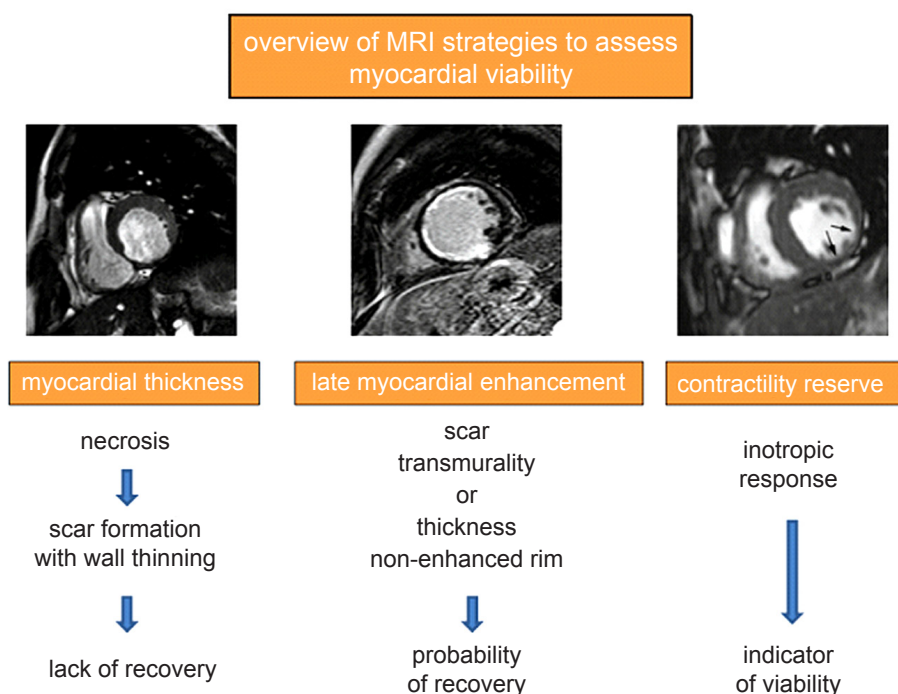 overview of MRI strategies to assess
myocardial viability
myocardial thickness
necrosis
scar formation
with wall thinning
lack of recovery
late myocardial enhancement
scar
transmurality
or
thickness
non-enhanced rim
probability
of recovery
contractility reserve
inotropic
response
indicator
of viability